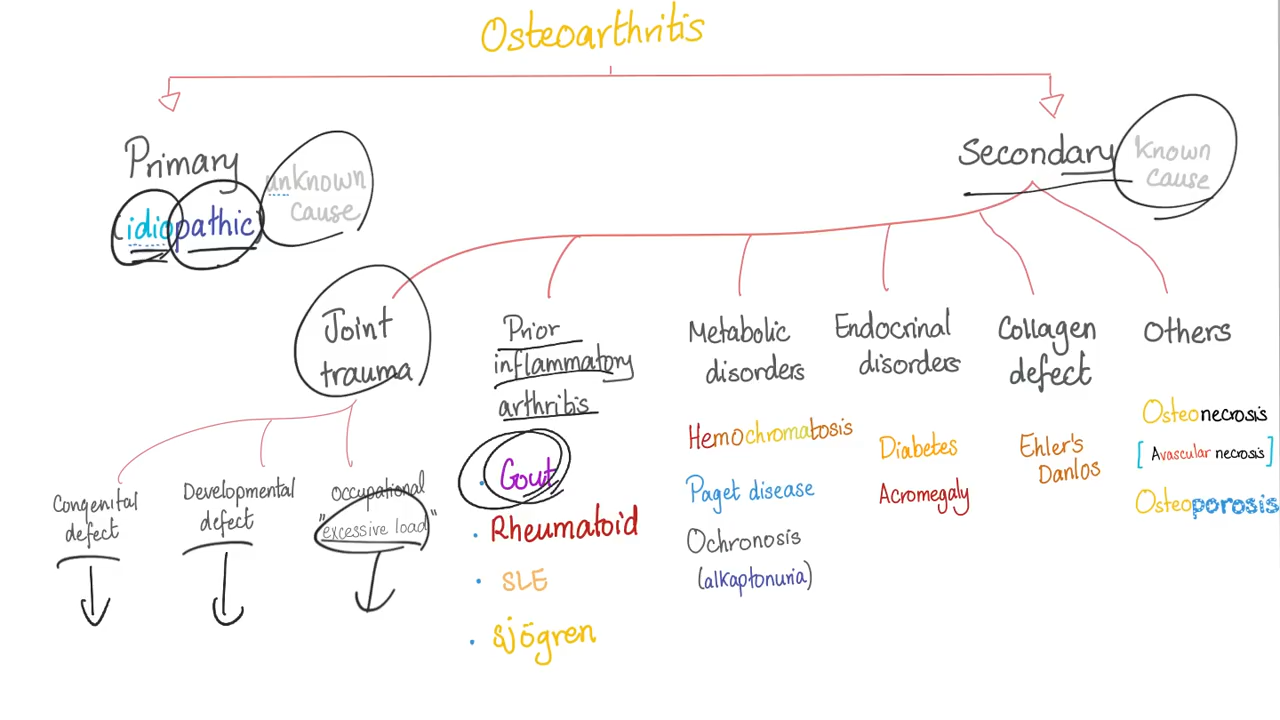 Osteoarthritis
Primary
(idiopathic)
unknown
cause
Secondary
Known
cause
Joint
trauma
Congenital
defect
Developmental
defect
Occupational
"excessive load"
Prior
inflammatory
arthritis
• Gout
• Rheumatoid
• SLE
• Sjögren
Metabolic
disorders
Hemochromatosis
Paget disease
Ochronosis
(alkaptonuria)
Endocrinal
disorders
Diabetes
Acromegaly
Collagen
defect
Ehler's
Danlos
Others
Osteonecrosis
[Avascular necrosis]
Osteoporosis